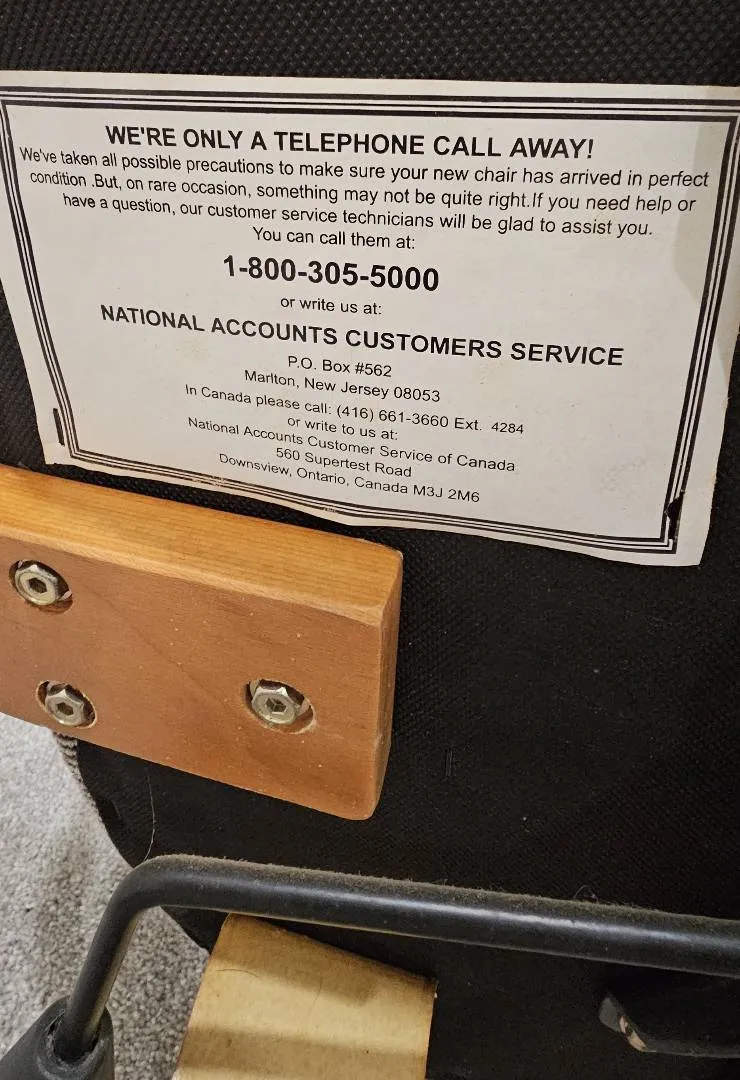 WE'RE ONLY A TELEPHONE CALL AWAY!
We've taken all possible precautions to make sure your new chair has arrived in perfect
condition .But, on rare occasion, something may not be quite right.If you need help or
have a question, our customer service technicians will be glad to assist you.
You can call them at:
1-800-305-5000
or write us at:
NATIONAL ACCOUNTS CUSTOMERS SERVICE
P.O. Box #562
Marlton, New Jersey 08053
In Canada please call: (416) 661-3660 Ext. 4284
or write to us at:
National Accounts Customer Service of Canada
560 Supertest Road
Downsview, Ontario, Canada M3J 2M6